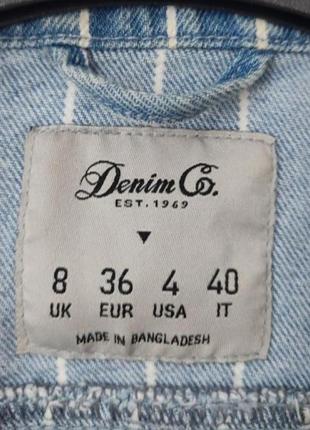 Denim Co.
EST. 1969
8 36 4 40
UK EUR USA IT
MADE IN BANGLADESH